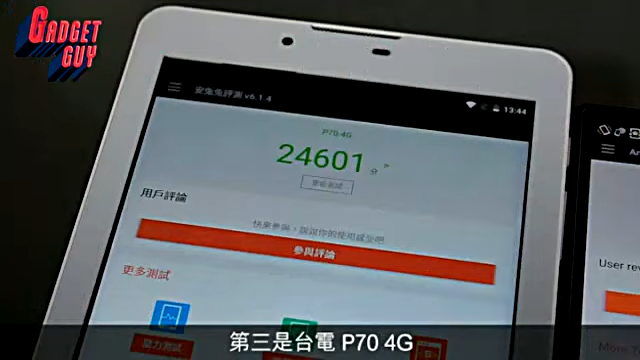 GADGET
GUY
安兔兔評測 v6.1.4
13:44
P70-4G
24601 分
重新測試
用戶評論
快來參與，說說你的使用感受吧
參與評論
更多測試
User rev
第三是台電 P70 4G